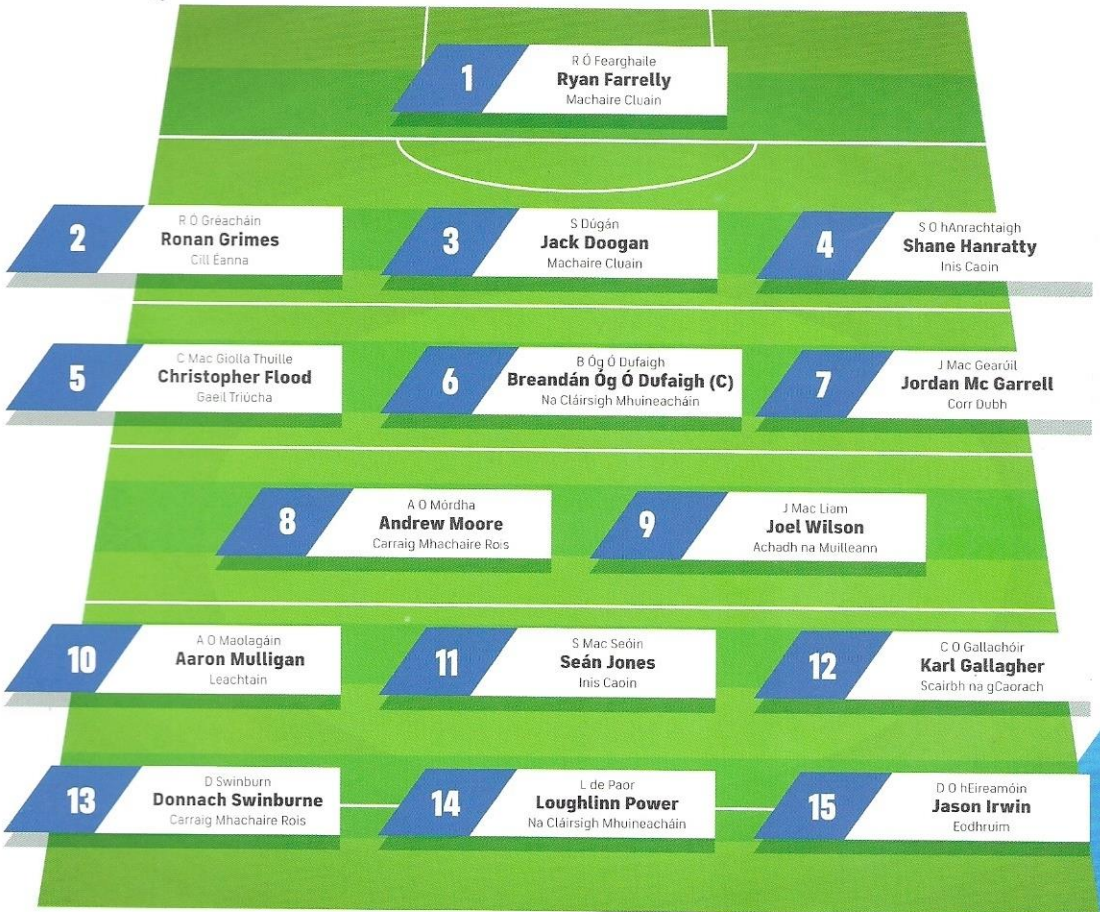 1
R Ó Fearghaile
Ryan Farrelly
Machaire Cluain
2
R Ó Gréacháin
Ronan Grimes
Cill Éanna
3
S Dúgán
Jack Doogan
Machaire Cluain
4
S O hAnrachtaigh
Shane Hanratty
Inis Caoin
5
C Mac Giolla Thuille
Christopher Flood
Gaeil Triúcha
6
B Óg Ó Dufaigh
Breandán Óg Ó Dufaigh (C)
Na Cláirsigh Mhuineacháin
7
J Mac Gearúil
Jordan Mc Garrell
Corr Dubh
8
A O Mórdha
Andrew Moore
Carraig Mhachaire Rois
9
J Mac Liam
Joel Wilson
Achadh na Muilleann
10
A O Maolagáin
Aaron Mulligan
Leachtain
11
S Mac Seóin
Seán Jones
Inis Caoin
12
C O Gallachóir
Karl Gallagher
Scairbh na gCaorach
13
D Swinburn
Donnach Swinburne
Carraig Mhachaire Rois
14
L de Paor
Loughlinn Power
Na Cláirsigh Mhuineacháin
15
D O hEireamóin
Jason Irwin
Eodhruim